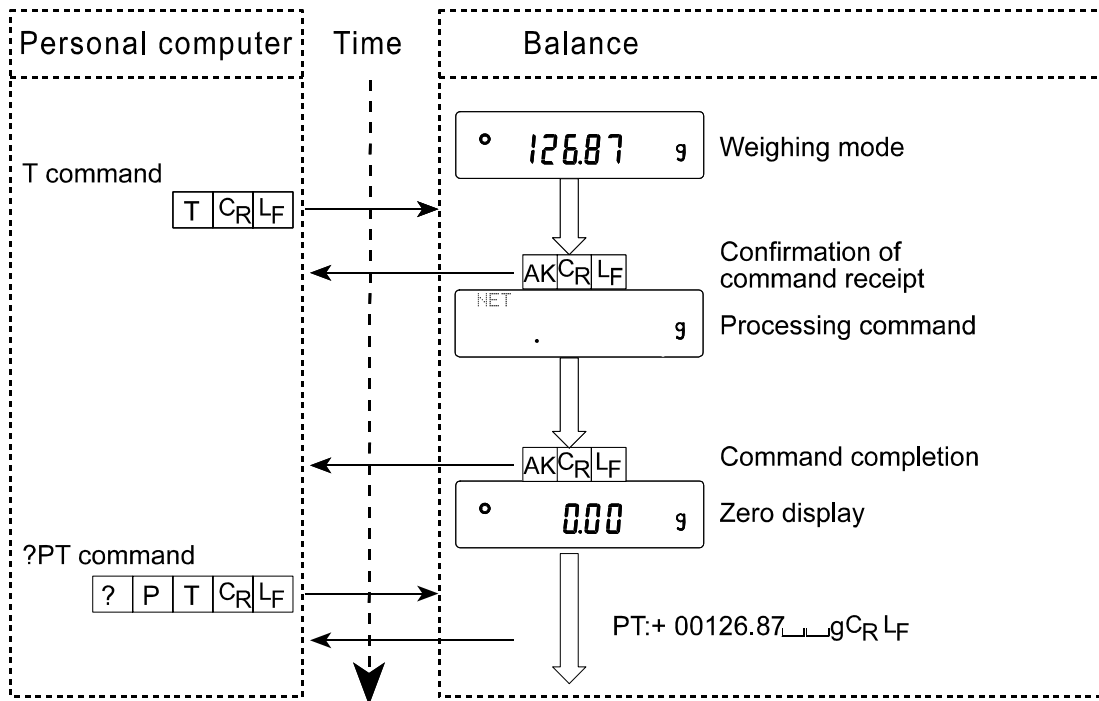 Personal computer Time Balance
126.87 g Weighing mode
T command
T CR LF
AK CR LF Confirmation of
command receipt
NET
. g Processing command
AK CR LF Command completion
0.00 g Zero display
?PT command
? P T CR LF
PT:+ 00126.87␣␣gCR LF